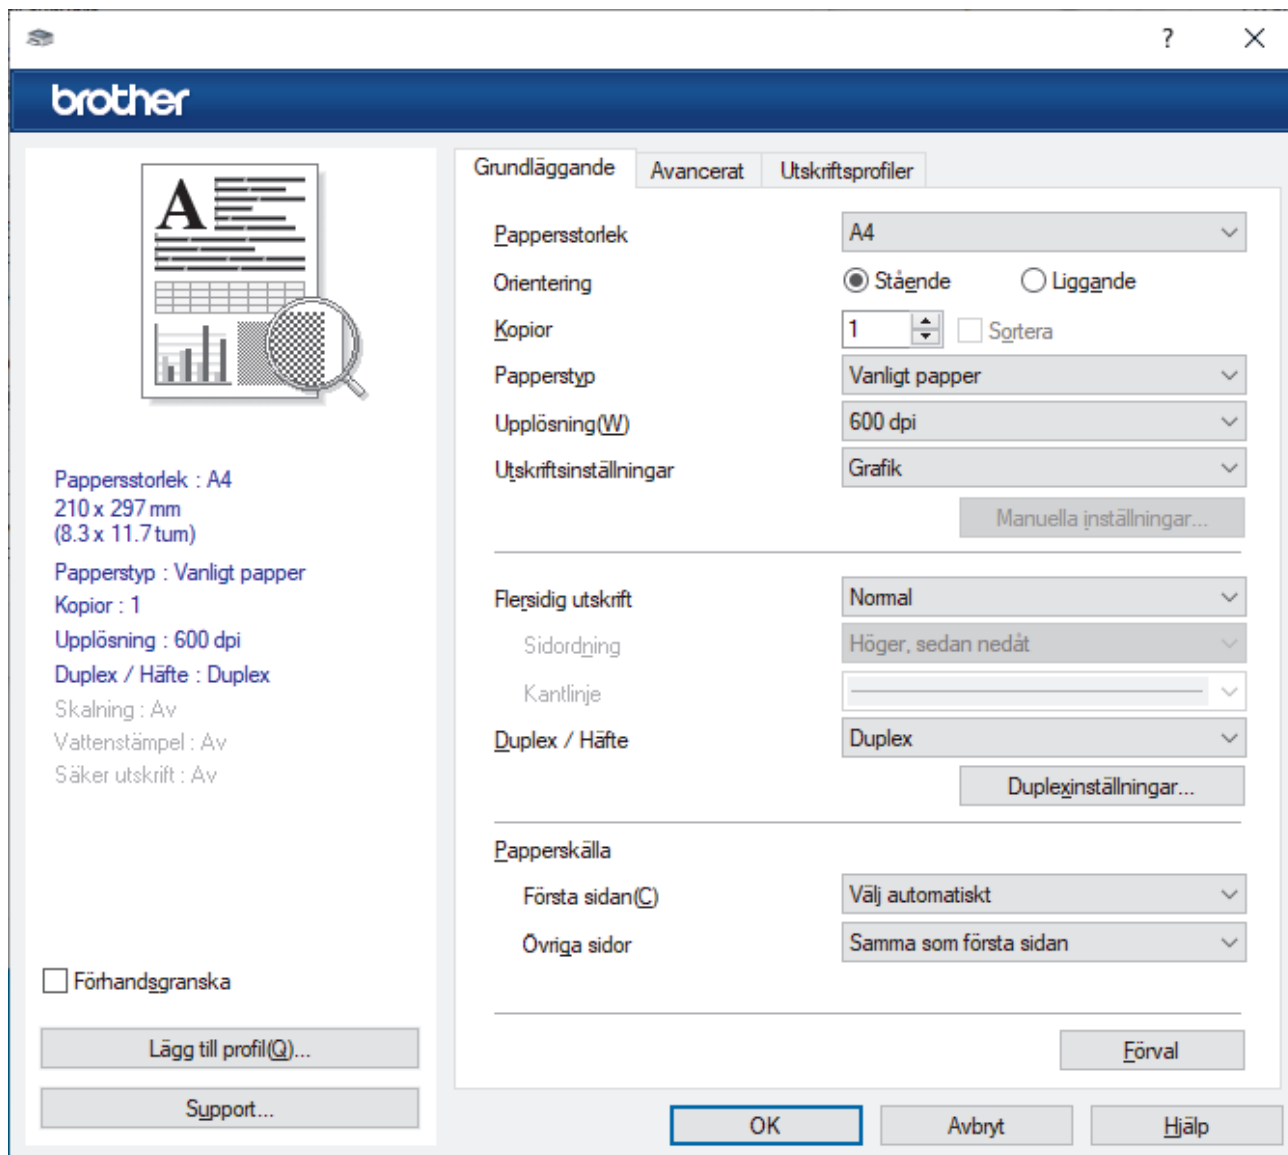 ?
brother
A
Grundläggande
Avancerat
Utskriftsprofiler
Pappersstorlek : A4
210 x 297 mm
(8.3 x 11.7 tum)
Papperstyp : Vanligt papper
Kopior : 1
Upplösning : 600 dpi
Duplex / Häfte : Duplex
Skalning : Av
Vattenstämpel : Av
Säker utskrift : Av
Förhandsgranska
Lägg till profil(Q)...
Support...
Pappersstorlek A4
Orientering Stående Liggande
Kopior 1 Sortera
Papperstyp Vanligt papper
Upplösning(W) 600 dpi
Utskriftsinställningar Grafik
Manuella inställningar...
Flersidig utskrift Normal
Sidordning Höger, sedan nedåt
Kantlinje
Duplex / Häfte Duplex
Duplexinställningar...
Papperskälla
Första sidan(C) Välj automatiskt
Övriga sidor Samma som första sidan
Förval
OK Avbryt Hjälp